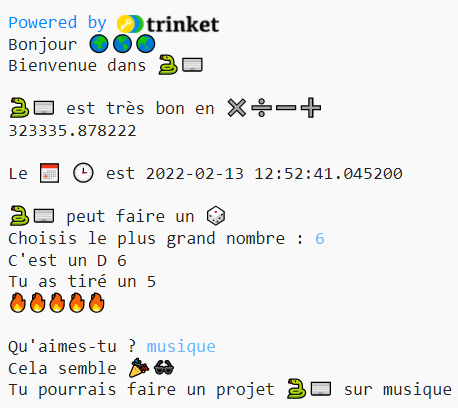 Powered by trinket
Bonjour 🌍🌍🌍
Bienvenue dans 🐍⌨️
🐍⌨️ est très bon en ✖️➗➖➕
323335.878222
Le 📅 🕒 est 2022-02-13 12:52:41.045200
🐍⌨️ peut faire un 🎲
Choisis le plus grand nombre : 6
C'est un D 6
Tu as tiré un 5
🔥🔥🔥🔥🔥
Qu'aimes-tu ? musique
Cela semble 🎉🕶️
Tu pourrais faire un projet 🐍⌨️ sur musique